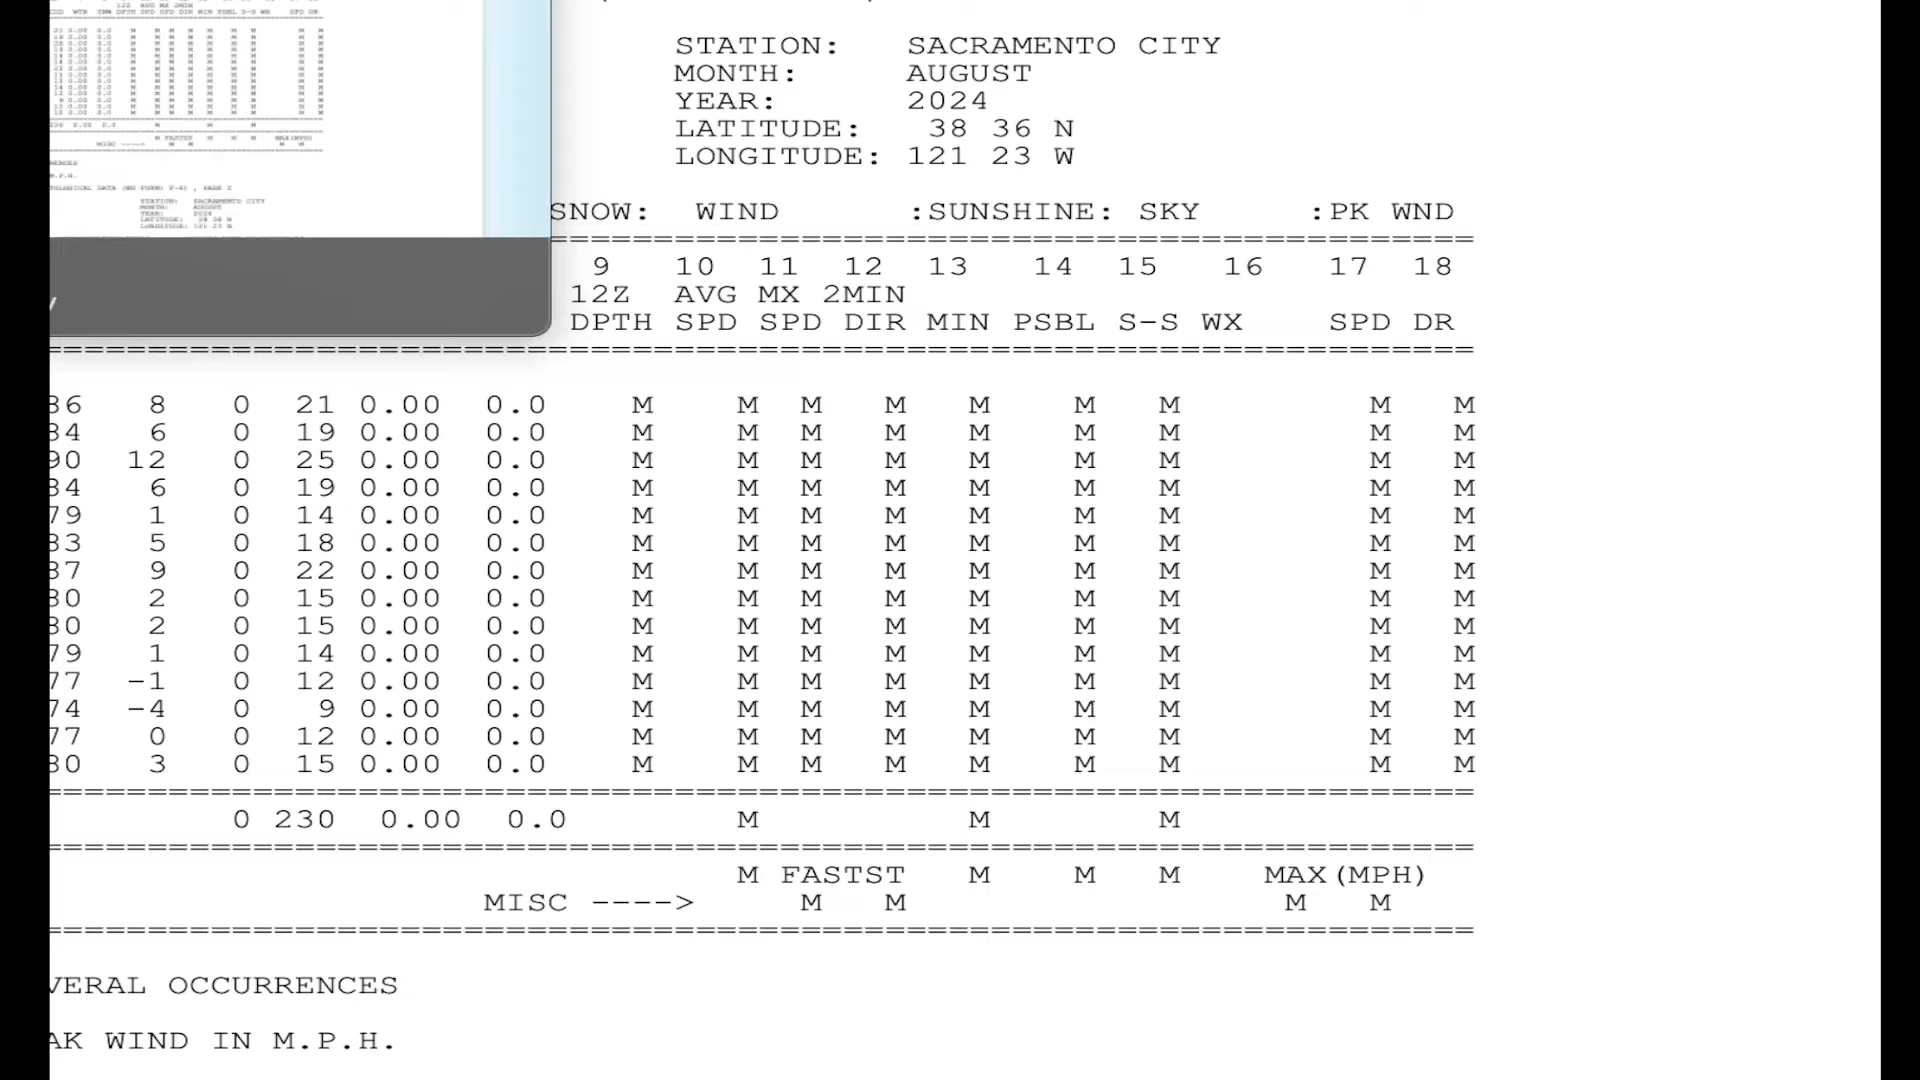 STATION: SACRAMENTO CITY
MONTH: AUGUST
YEAR: 2024
LATITUDE: 38 36 N
LONGITUDE: 121 23 W
SNOW: WIND :SUNSHINE: SKY :PK WND
================================================
9 10 11 12 13 14 15 16 17 18
12Z AVG MX 2MIN
DPTH SPD SPD DIR MIN PSBL S-S WX SPD DR
================================================
36 8 0 21 0.00 0.0 M M M M M M M M M
34 6 0 19 0.00 0.0 M M M M M M M M M
90 12 0 25 0.00 0.0 M M M M M M M M M
34 6 0 19 0.00 0.0 M M M M M M M M M
79 1 0 14 0.00 0.0 M M M M M M M M M
33 5 0 18 0.00 0.0 M M M M M M M M M
37 9 0 22 0.00 0.0 M M M M M M M M M
30 2 0 15 0.00 0.0 M M M M M M M M M
30 2 0 15 0.00 0.0 M M M M M M M M M
79 1 0 14 0.00 0.0 M M M M M M M M M
77 -1 0 12 0.00 0.0 M M M M M M M M M
74 -4 0 9 0.00 0.0 M M M M M M M M M
77 0 0 12 0.00 0.0 M M M M M M M M M
30 3 0 15 0.00 0.0 M M M M M M M M M
================================================
0 230 0.00 0.0 M M M
================================================
M FASTST M M M MAX(MPH)
MISC ----> M M M M
================================================
VERAL OCCURRENCES
AK WIND IN M.P.H.